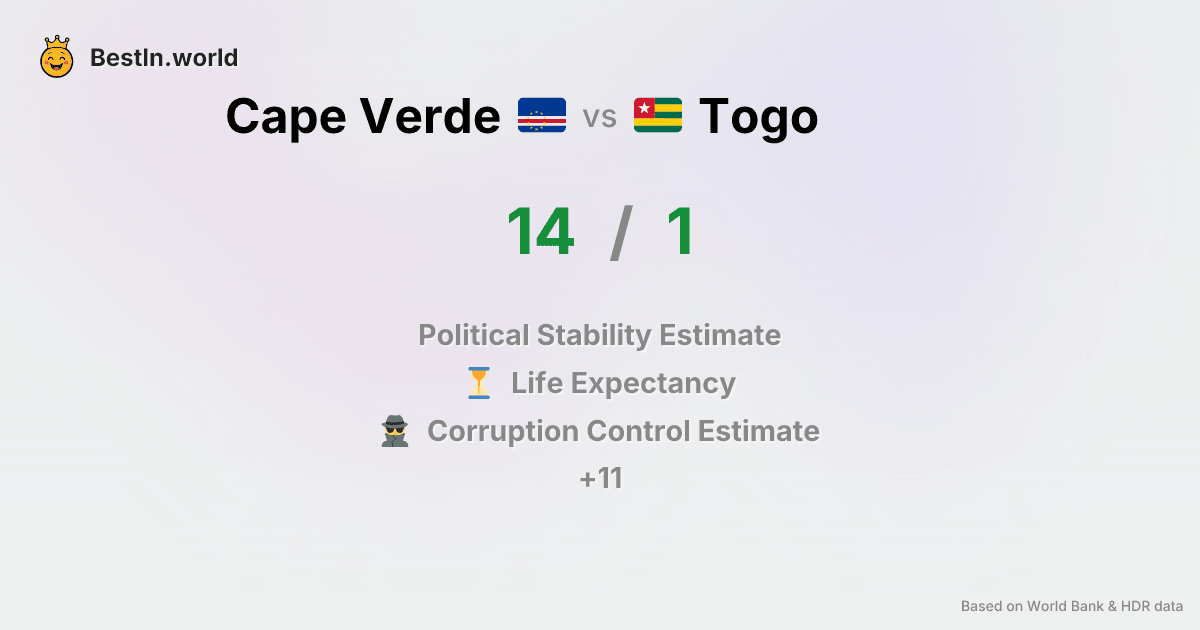 BestIn.world
Cape Verde vs Togo
14 / 1
Political Stability Estimate
Life Expectancy
Corruption Control Estimate
+11
Based on World Bank & HDR data